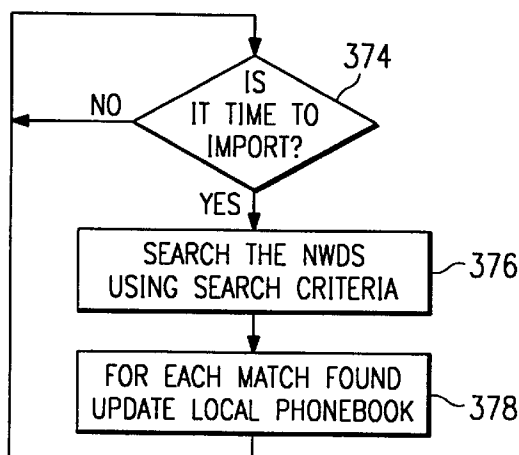 374
IS
IT TIME TO
IMPORT?
NO
YES
SEARCH THE NWDS
USING SEARCH CRITERIA
376
FOR EACH MATCH FOUND
UPDATE LOCAL PHONEBOOK
378